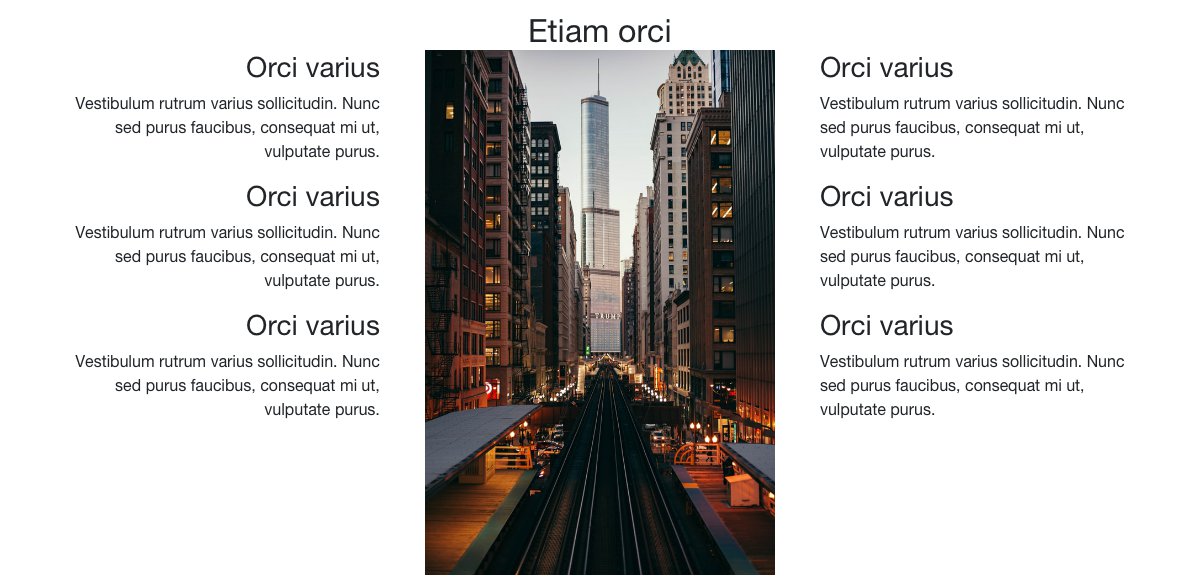 Etiam orci
Orci varius
Vestibulum rutrum varius sollicitudin. Nunc
sed purus faucibus, consequat mi ut,
vulputate purus.
Orci varius
Vestibulum rutrum varius sollicitudin. Nunc
sed purus faucibus, consequat mi ut,
vulputate purus.
Orci varius
Vestibulum rutrum varius sollicitudin. Nunc
sed purus faucibus, consequat mi ut,
vulputate purus.
TRUMP
Orci varius
Vestibulum rutrum varius sollicitudin. Nunc
sed purus faucibus, consequat mi ut,
vulputate purus.
Orci varius
Vestibulum rutrum varius sollicitudin. Nunc
sed purus faucibus, consequat mi ut,
vulputate purus.
Orci varius
Vestibulum rutrum varius sollicitudin. Nunc
sed purus faucibus, consequat mi ut,
vulputate purus.